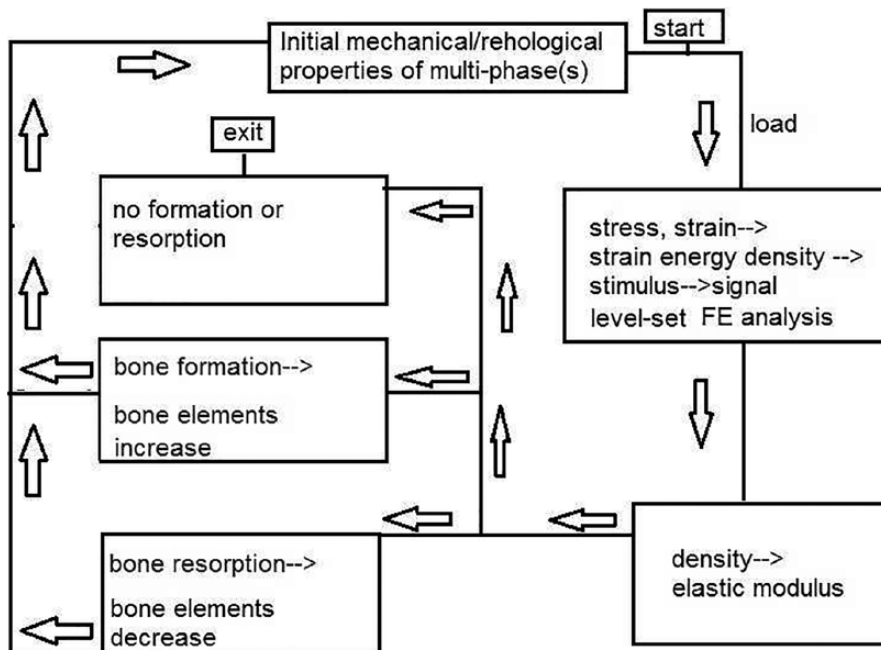 start
Initial mechanical/rehological
properties of multi-phase(s)
load
exit
no formation or
resorption
stress, strain-->
strain energy density -->
stimulus-->signal
level-set FE analysis
bone formation-->
bone elements
increase
bone resorption-->
bone elements
decrease
density-->
elastic modulus